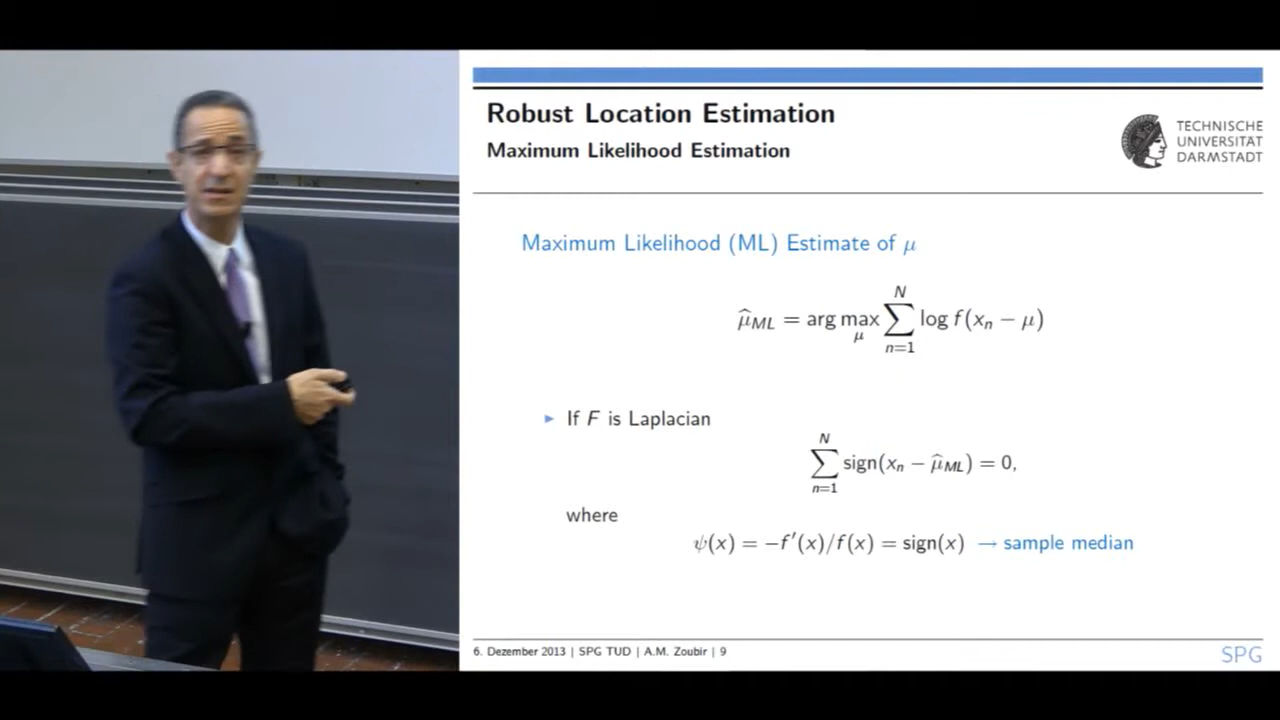 Robust Location Estimation
Maximum Likelihood Estimation
TECHNISCHE
UNIVERSITÄT
DARMSTADT
Maximum Likelihood (ML) Estimate of μ
μ̂_ML = arg max_μ ∑_{n=1}^{N} log f(x_n − μ)
▶ If F is Laplacian
∑_{n=1}^{N} sign(x_n − μ̂_ML) = 0,
where
ψ(x) = −f′(x)/f(x) = sign(x) → sample median
6. Dezember 2013 | SPG TUD | A.M. Zoubir | 9
SPG